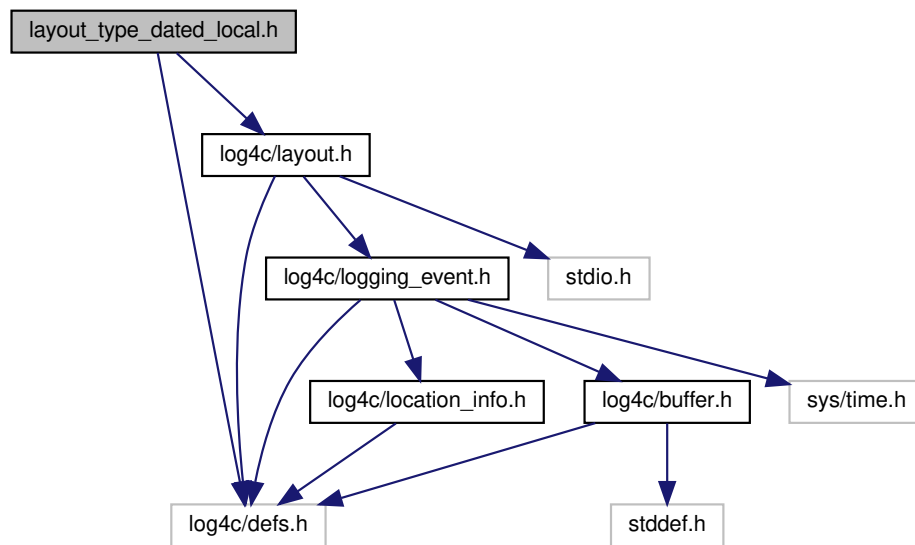 layout_type_dated_local.h
log4c/layout.h
log4c/logging_event.h
stdio.h
log4c/location_info.h
log4c/buffer.h
sys/time.h
log4c/defs.h
stddef.h